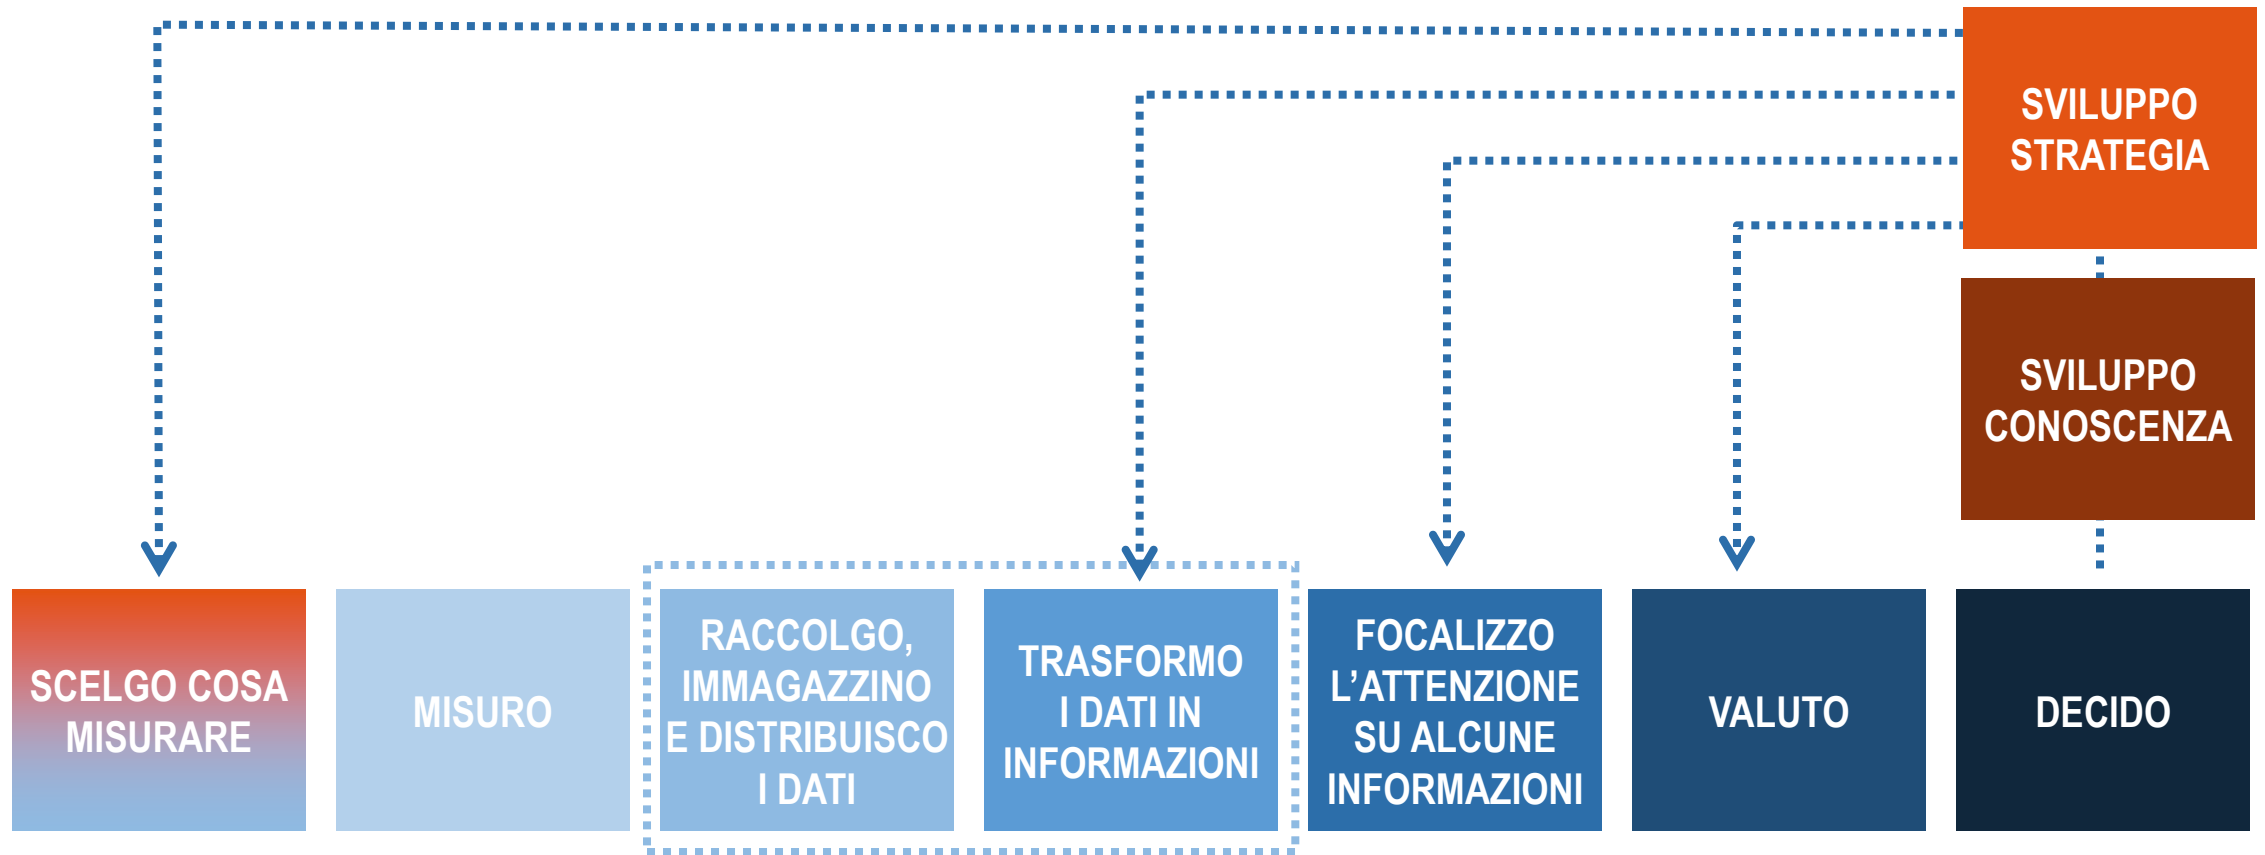 SVILUPPO
STRATEGIA
SVILUPPO
CONOSCENZA
SCELGO COSA
MISURARE
MISURO
RACCOLGO,
IMMAGAZZINO
E DISTRIBUISCO
I DATI
TRASFORMO
I DATI IN
INFORMAZIONI
FOCALIZZO
L’ATTENZIONE
SU ALCUNE
INFORMAZIONI
VALUTO
DECIDO